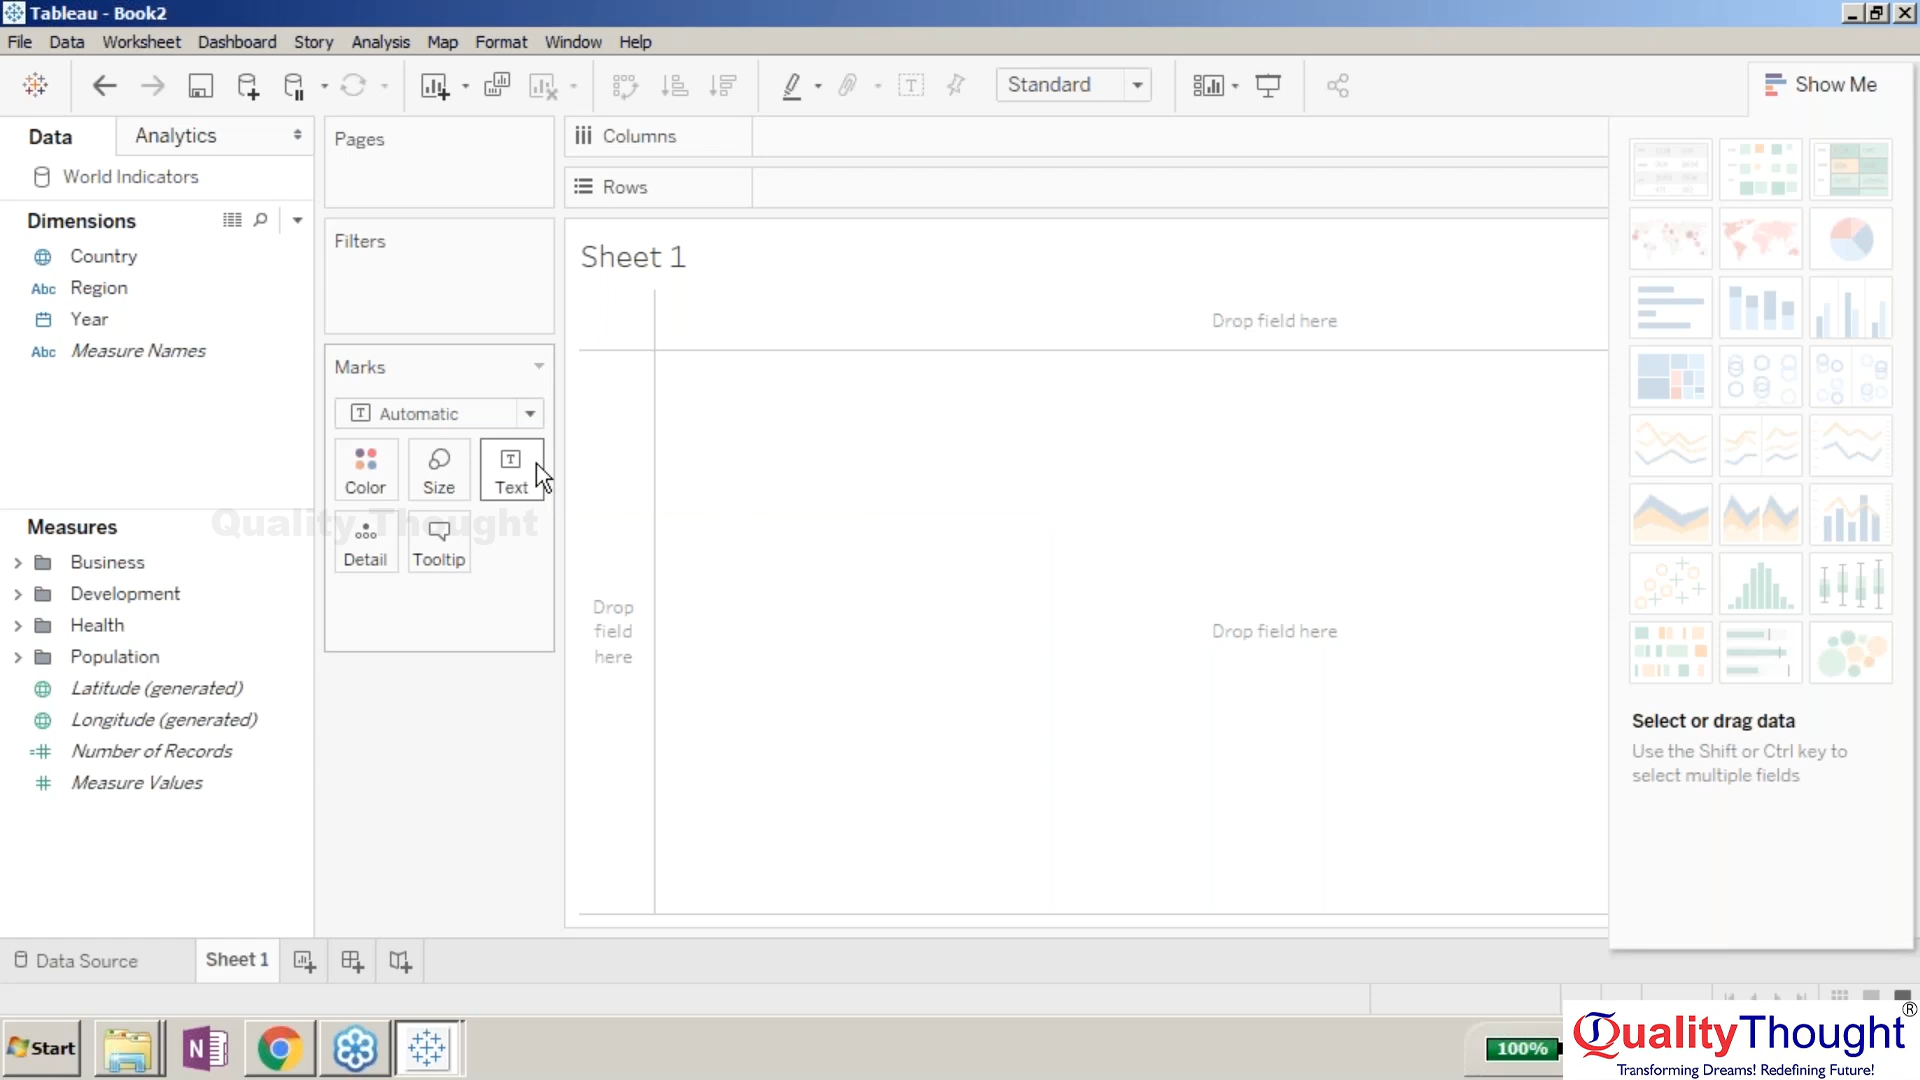 Tableau - Book2
File Data Worksheet Dashboard Story Analysis Map Format Window Help
Standard
Show Me
Data
Analytics
World Indicators
Dimensions
Country
Region
Year
Measure Names
Abc
Abc
Measures
Business
Development
Health
Population
Latitude (generated)
Longitude (generated)
Number of Records
Measure Values
Pages
Filters
Marks
Automatic
Color
Size
Text
Detail
Tooltip
Quality Thought
Columns
Rows
Sheet 1
Drop field here
Drop
field
here
Drop field here
Select or drag data
Use the Shift or Ctrl key to
select multiple fields
Data Source
Sheet 1
Start
100%
QualityThought®
Transforming Dreams! Redefining Future!